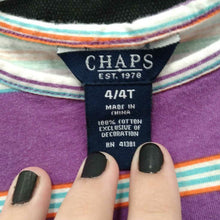 CHAPS
EST. 1978
4/4T
MADE IN
CHINA
100% COTTON
EXCLUSIVE OF
DECORATION
RN 41381